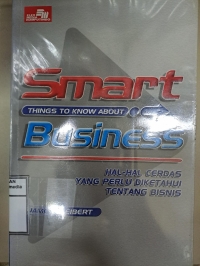 Smart
THINGS TO KNOW ABOUT
Business
HAL-HAL CERDAS
YANG PERLU DIKETAHUI
TENTANG BISNIS